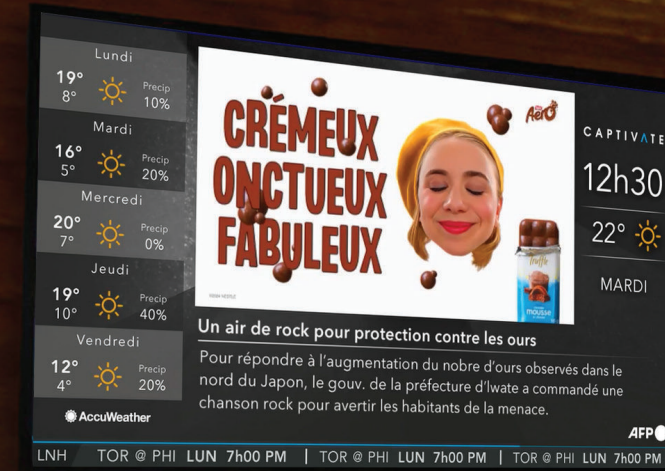 Lundi
19°
8°
Precip
10%
Mardi
16°
5°
Precip
20%
Mercredi
20°
7°
Precip
0%
Jeudi
19°
10°
Precip
40%
Vendredi
12°
4°
Precip
20%
AccuWeather
CRÉMEUX
ONCTUEUX
FABULEUX
Aero
Truffe
mousse
CAPTIVATE
12h30
22°
MARDI
Un air de rock pour protection contre les ours
Pour répondre à l'augmentation du nobre d'ours observés dans le
nord du Japon, le gouv. de la préfecture d'Iwate a commandé une
chanson rock pour avertir les habitants de la menace.
AFP
LNH TOR @ PHI LUN 7h00 PM | TOR @ PHI LUN 7h00 PM | TOR @ PHI LUN 7h00 PM